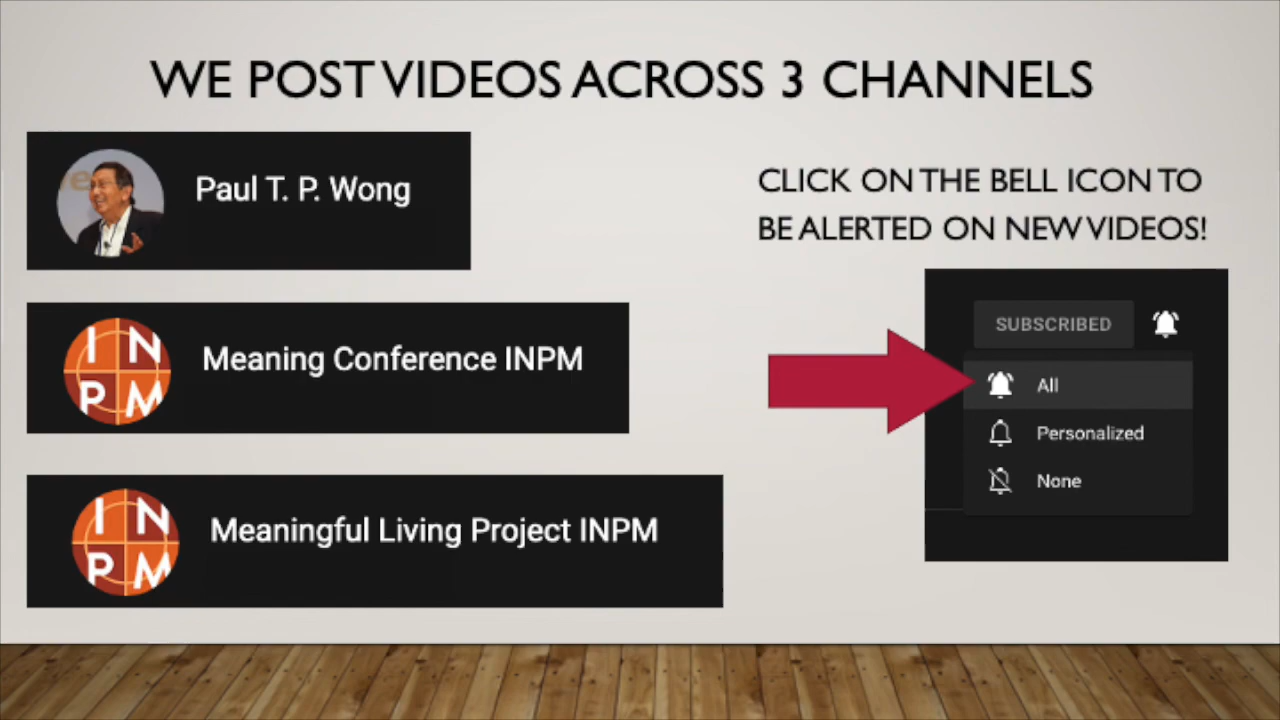 WE POST VIDEOS ACROSS 3 CHANNELS
Paul T. P. Wong
I N
P M
Meaning Conference INPM
I N
P M
Meaningful Living Project INPM
CLICK ON THE BELL ICON TO
BE ALERTED ON NEW VIDEOS!
SUBSCRIBED
All
Personalized
None